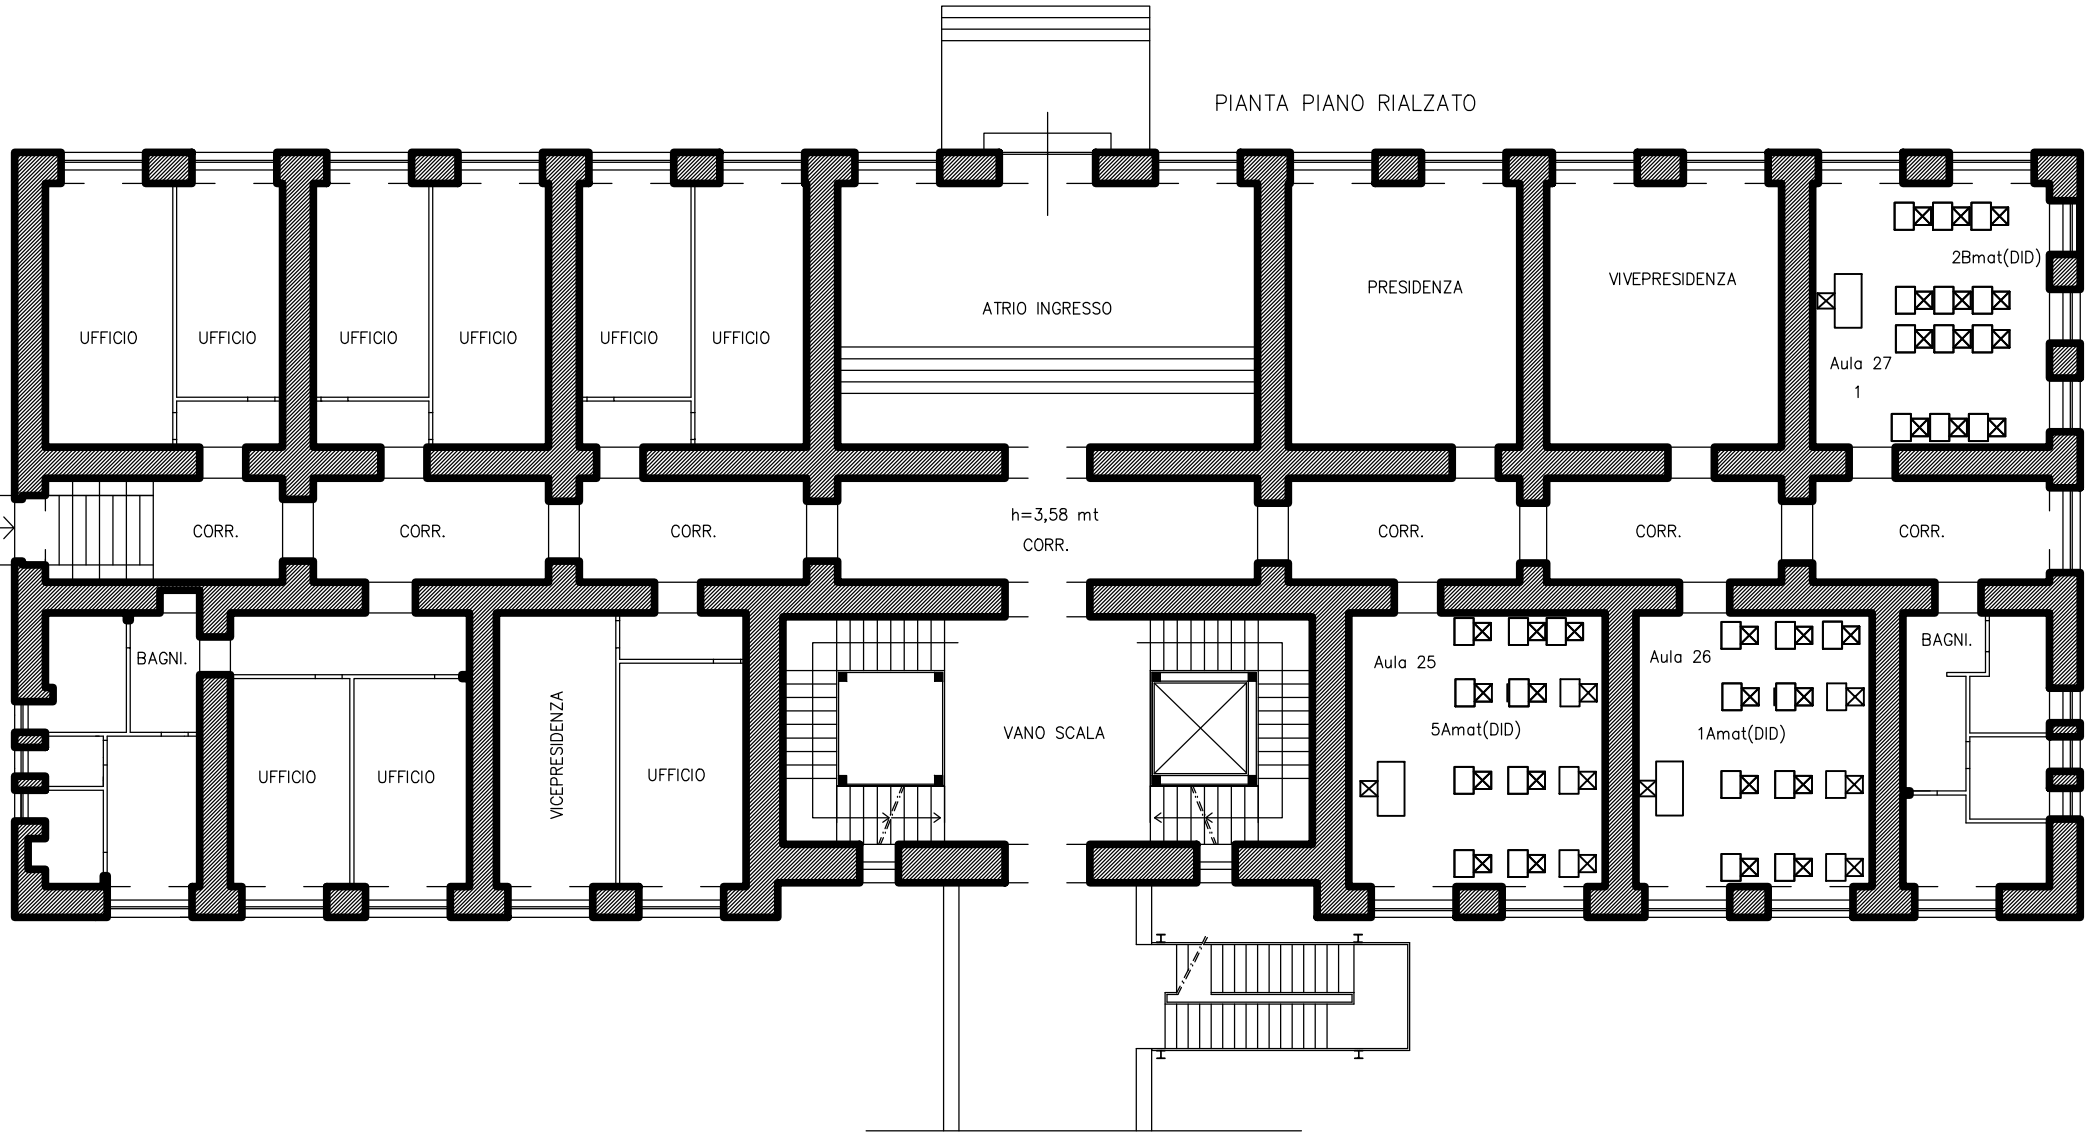 PIANTA PIANO RIALZATO
2Bmat(DID)
VIVEPRESIDENZA
PRESIDENZA
ATRIO INGRESSO
UFFICIO
UFFICIO
UFFICIO
UFFICIO
UFFICIO
UFFICIO
Aula 27
1
h=3,58 mt
CORR.
CORR.
CORR.
CORR.
CORR.
CORR.
CORR.
BAGNI.
Aula 25
Aula 26
BAGNI.
5Amat(DID)
1Amat(DID)
VANO SCALA
VICEPRESIDENZA
UFFICIO
UFFICIO
UFFICIO